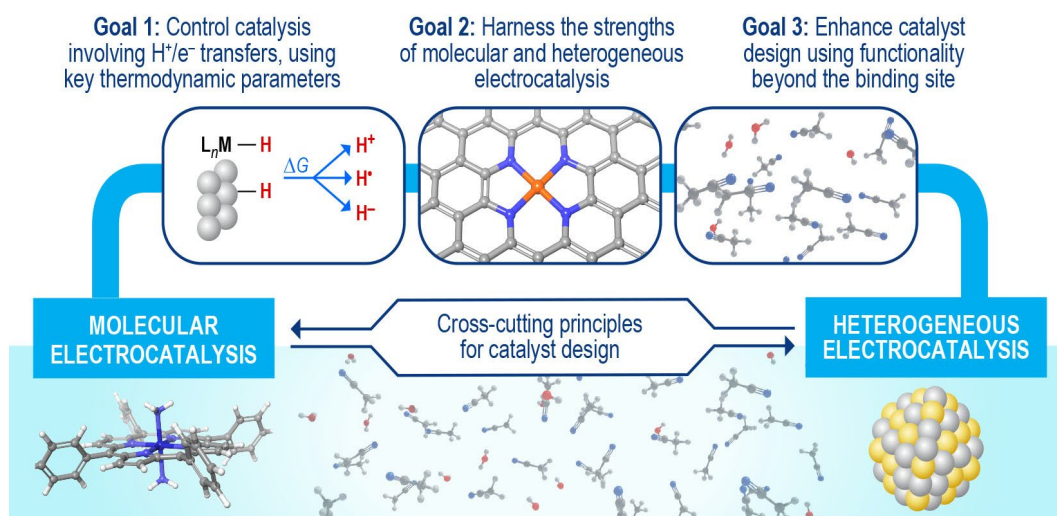 Goal 1: Control catalysis
involving H⁺/e⁻ transfers, using
key thermodynamic parameters
Goal 2: Harness the strengths
of molecular and heterogeneous
electrocatalysis
Goal 3: Enhance catalyst
design using functionality
beyond the binding site
LₙM—H
H
ΔG
H⁺
H•
H⁻
MOLECULAR
ELECTROCATALYSIS
Cross-cutting principles
for catalyst design
HETEROGENEOUS
ELECTROCATALYSIS